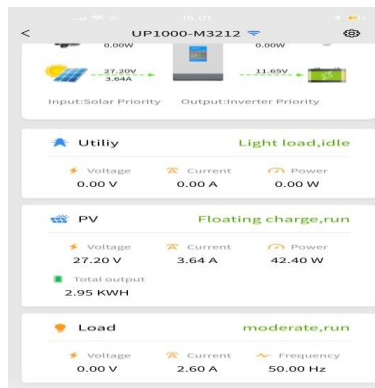 UP1000-M3212
0.00W 0.00W
27.20V 11.65V
3.64A
Input:Solar Priority Output:Inverter Priority
Utiliy Light load,idle
Voltage Current Power
0.00 V 0.00 A 0.00 W
PV Floating charge,run
Voltage Current Power
27.20 V 3.64 A 42.40 W
Total output
2.95 KWH
Load moderate,run
Voltage Current Frequency
0.00 V 2.60 A 50.00 Hz